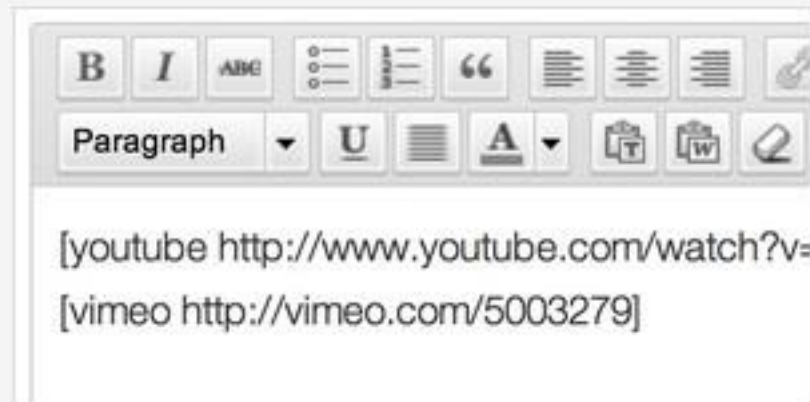 B I ABC
Paragraph U A T W
[youtube http://www.youtube.com/watch?v=
[vimeo http://vimeo.com/5003279]